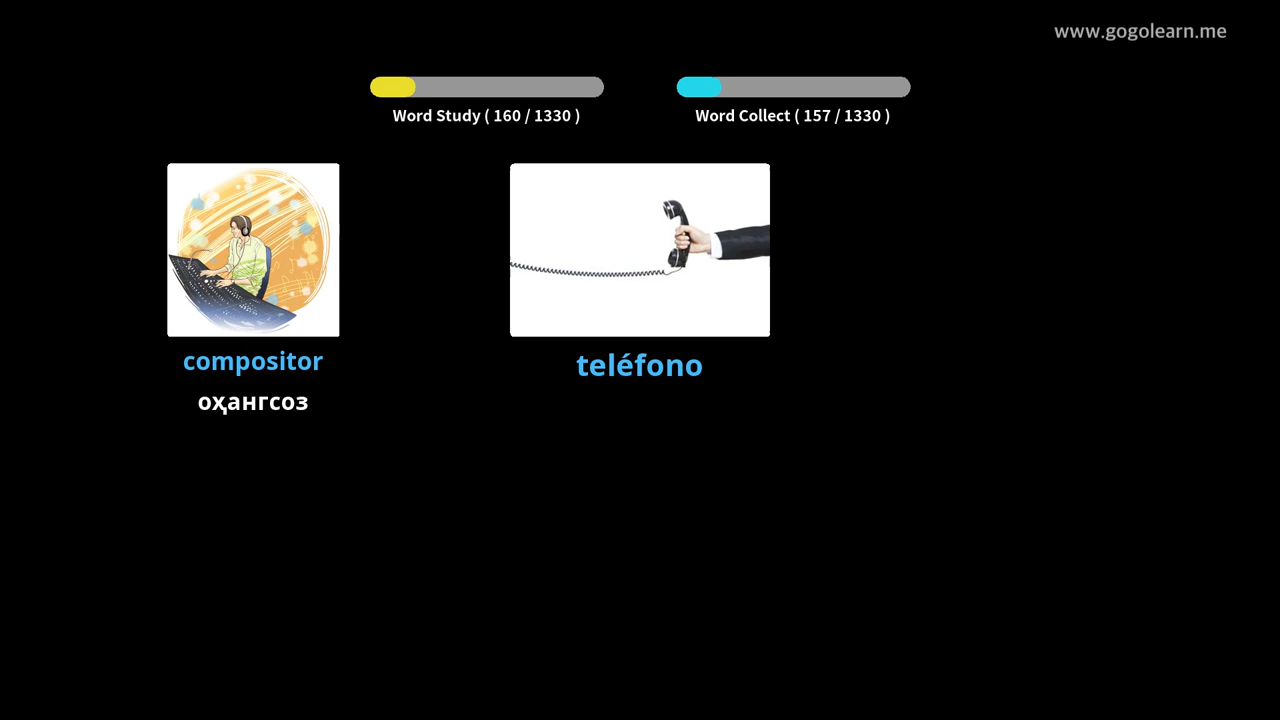 www.gogolearn.me
Word Study ( 160 / 1330 )
Word Collect ( 157 / 1330 )
compositor
оҳангсоз
teléfono